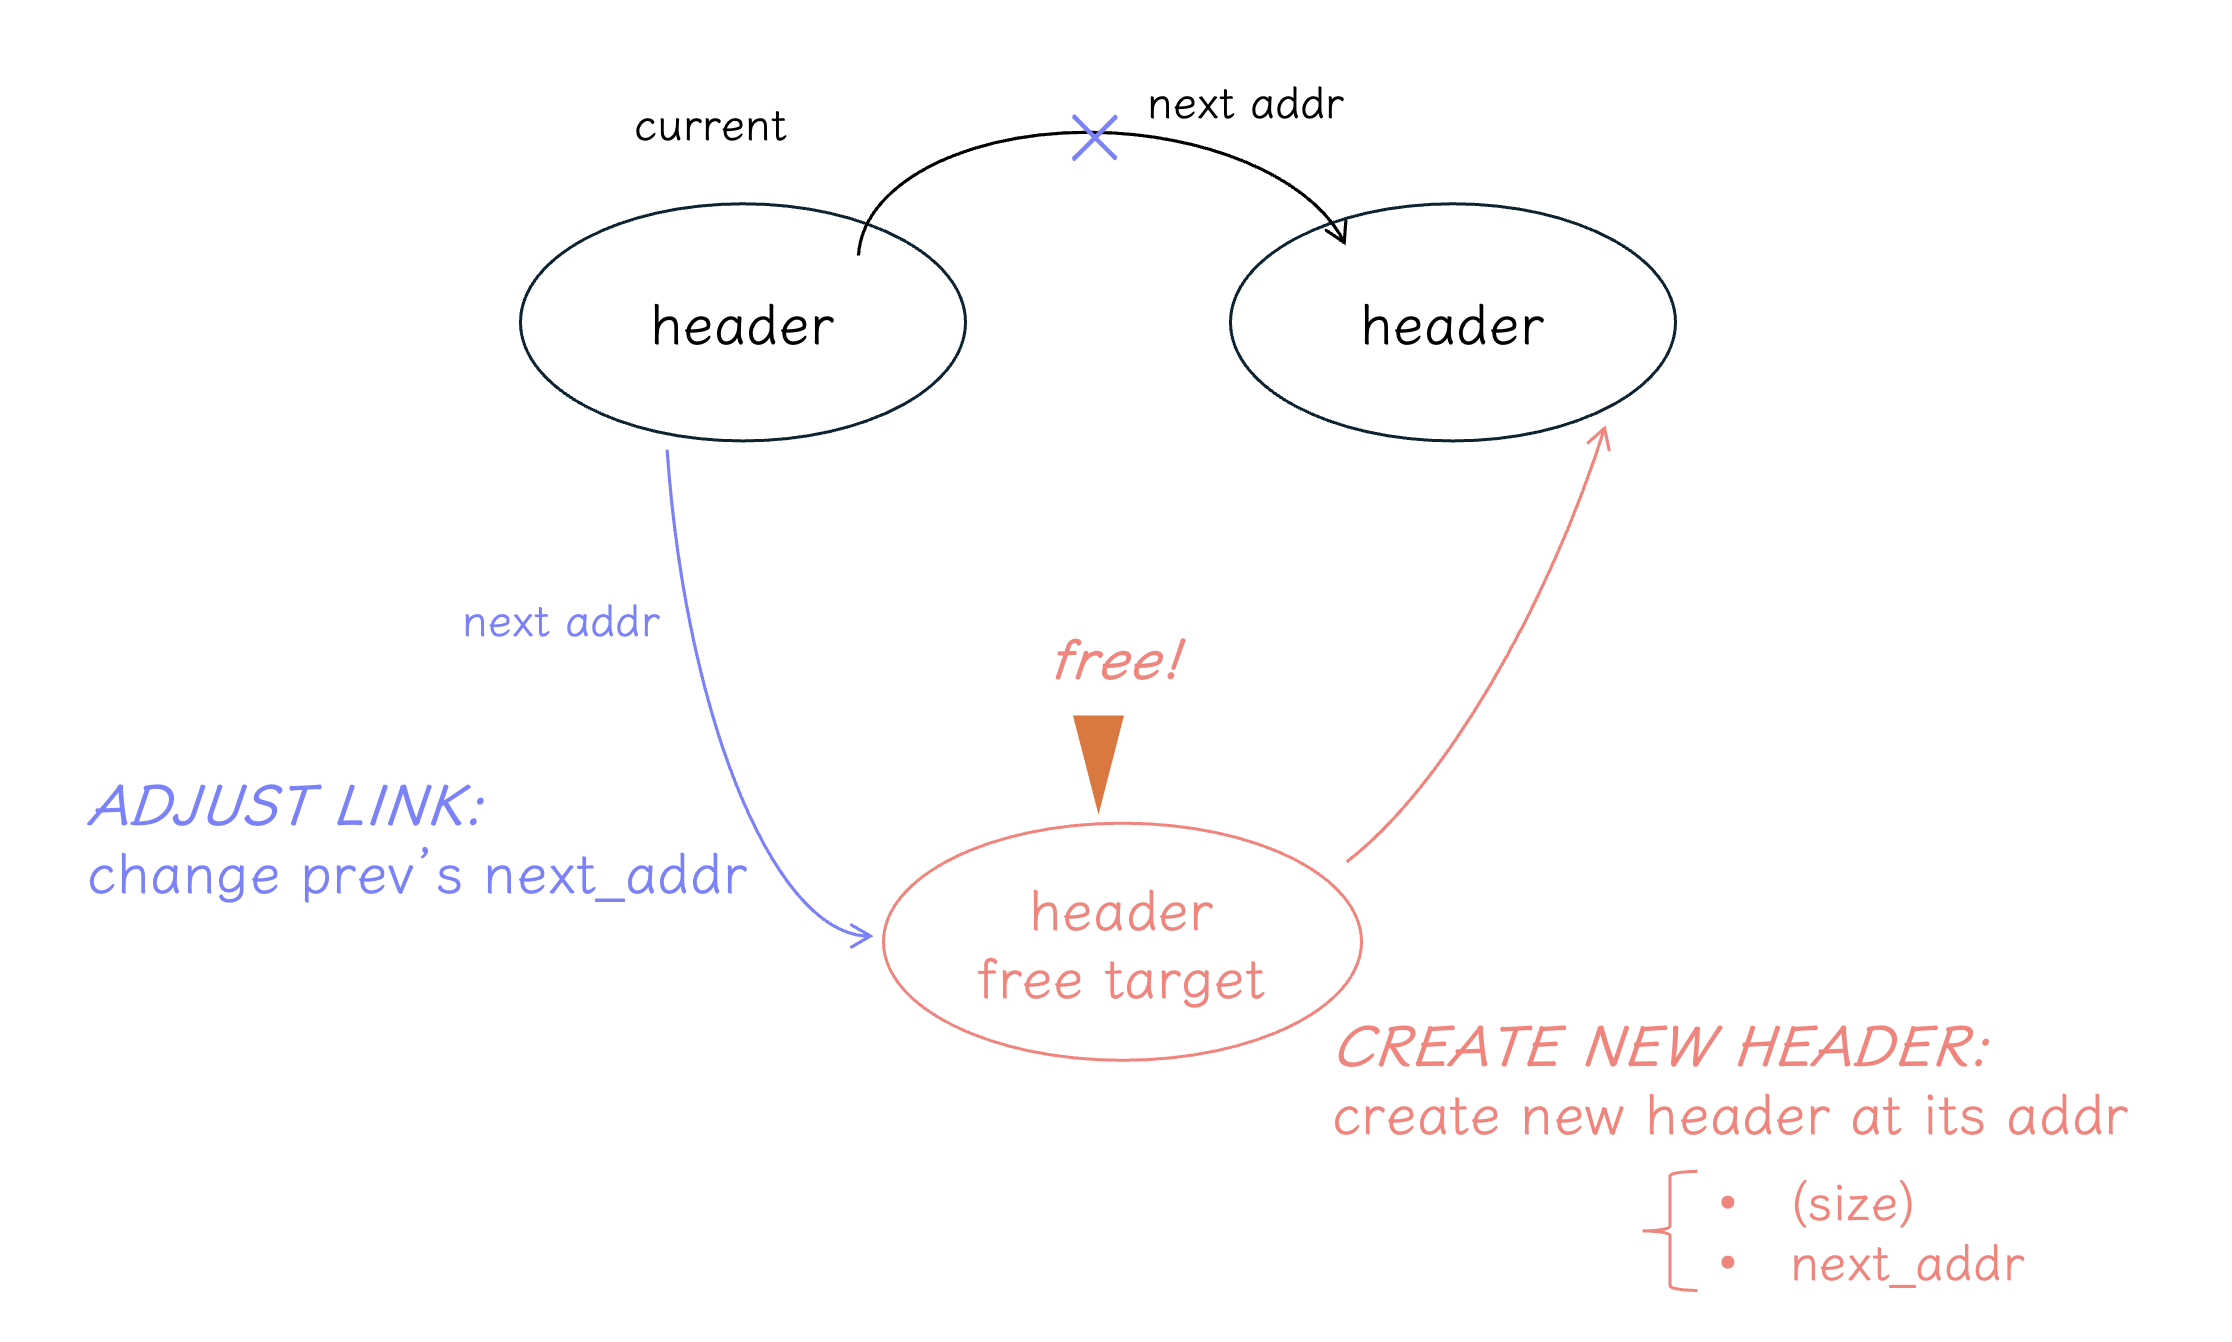 next addr
current
header
header
next addr
free!
ADJUST LINK:
change prev’s next_addr
header
free target
CREATE NEW HEADER:
create new header at its addr
• (size)
• next_addr